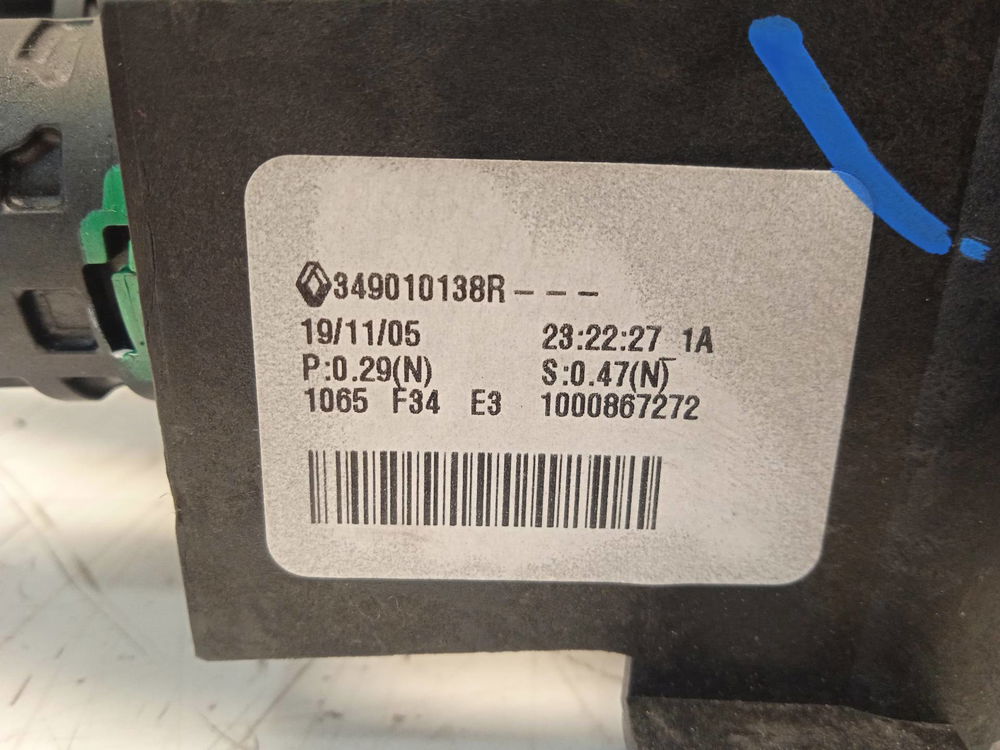 349010138R - - -
19/11/05 23:22:27 1A
P:0.29(N) S:0.47(N)
1065 F34 E3 1000867272